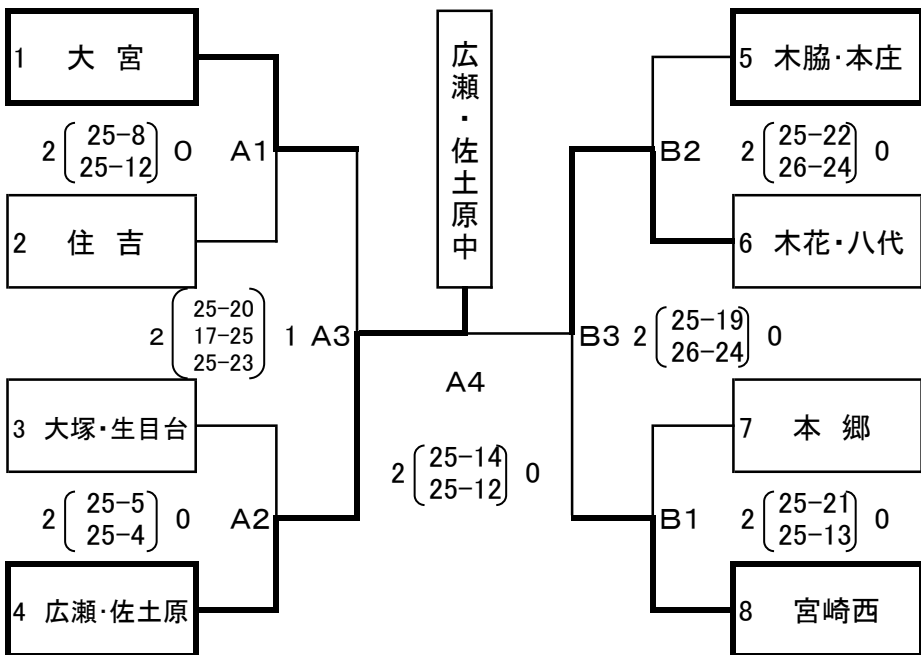 1 大 宮
2 ( 25-8 25-12 ) 0 A1
2 住 吉
2 ( 25-20 17-25 25-23 ) 1 A3
3 大塚・生目台
2 ( 25-5 25-4 ) 0 A2
4 広瀬・佐土原
広瀬・佐土原中
A4
2 ( 25-14 25-12 ) 0
5 木脇・本庄
B2 2 ( 25-22 26-24 ) 0
6 木花・八代
B3 2 ( 25-19 26-24 ) 0
7 本 郷
B1 2 ( 25-21 25-13 ) 0
8 宮崎西